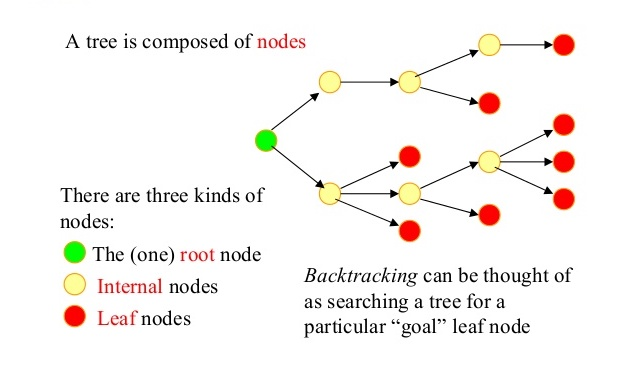 A tree is composed of nodes
There are three kinds of
nodes:
The (one) root node
Internal nodes
Leaf nodes
Backtracking can be thought of
as searching a tree for a
particular “goal” leaf node